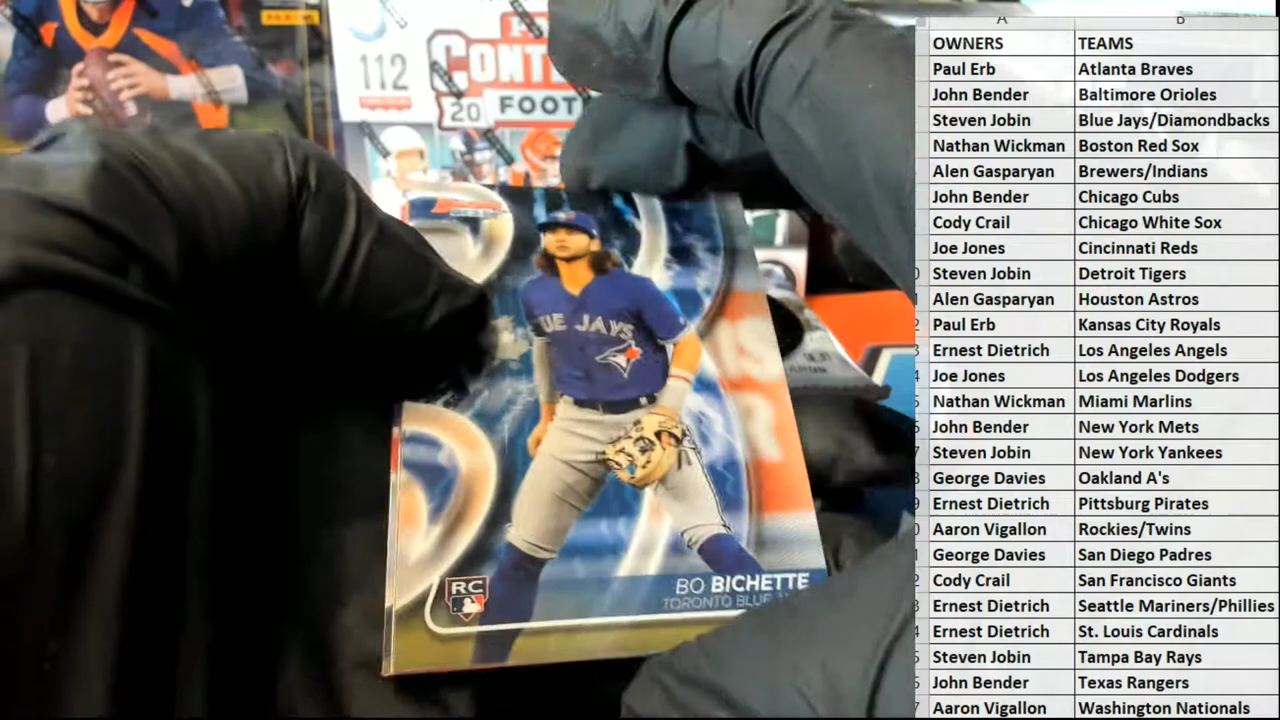 PANINI
112
CONTE
20 FOOT
UE JAYS
RC
BO BICHETTE
TORONTO BLUE
A B
OWNERS TEAMS
Paul Erb Atlanta Braves
John Bender Baltimore Orioles
Steven Jobin Blue Jays/Diamondbacks
Nathan Wickman Boston Red Sox
Alen Gasparyan Brewers/Indians
John Bender Chicago Cubs
Cody Crail Chicago White Sox
Joe Jones Cincinnati Reds
Steven Jobin Detroit Tigers
Alen Gasparyan Houston Astros
Paul Erb Kansas City Royals
Ernest Dietrich Los Angeles Angels
Joe Jones Los Angeles Dodgers
Nathan Wickman Miami Marlins
John Bender New York Mets
Steven Jobin New York Yankees
George Davies Oakland A's
Ernest Dietrich Pittsburg Pirates
Aaron Vigallon Rockies/Twins
George Davies San Diego Padres
Cody Crail San Francisco Giants
Ernest Dietrich Seattle Mariners/Phillies
Ernest Dietrich St. Louis Cardinals
Steven Jobin Tampa Bay Rays
John Bender Texas Rangers
Aaron Vigallon Washington Nationals